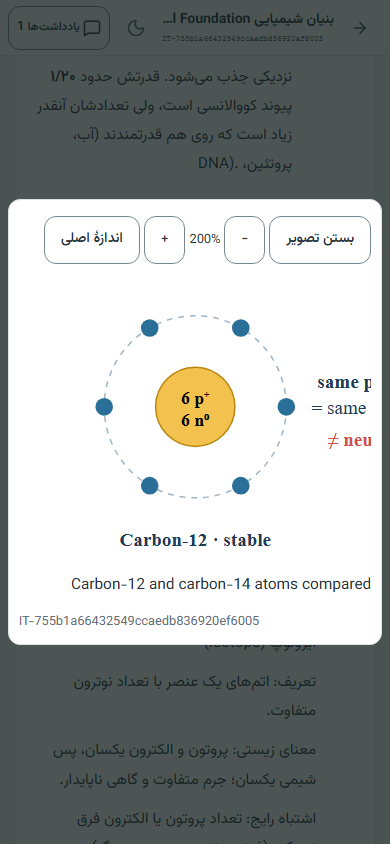 بنیان شیمیایی l Foundation...
IT-755b1a66432549ccaedb836920ef6005
یادداشت‌ها 1
نزدیکی جذب می‌شود. قدرتش حدود ۱/۲۰
پیوند کووالانسی است، ولی تعدادشان آنقدر
زیاد است که روی هم قدرتمندند (آب،
پروتئین، DNA).
بستن تصویر
−
200%
+
اندازهٔ اصلی
6 p⁺
6 n⁰
same p
= same
≠ neu
Carbon-12 · stable
Carbon-12 and carbon-14 atoms compared
IT-755b1a66432549ccaedb836920ef6005
ایزوتوپ (isotope)
تعریف: اتم‌های یک عنصر با تعداد نوترون
متفاوت.
معنای زیستی: پروتون و الکترون یکسان، پس
شیمی یکسان؛ جرم متفاوت و گاهی ناپایدار.
اشتباه رایج: تعداد پروتون یا الکترون فرق